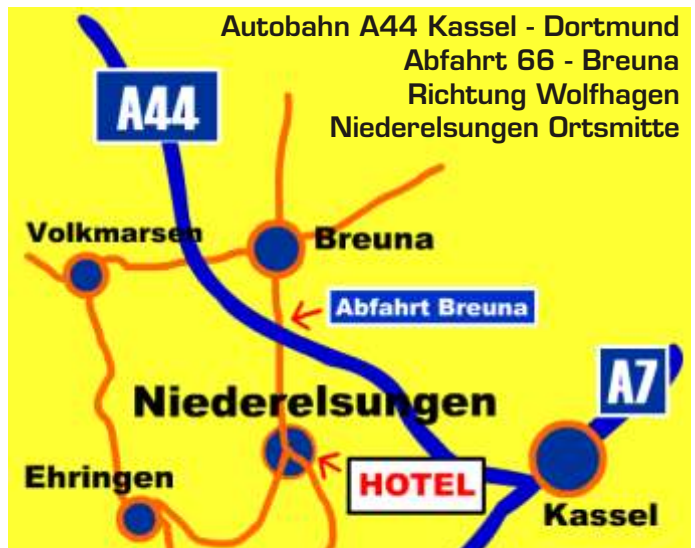 Autobahn A44 Kassel - Dortmund
Abfahrt 66 - Breuna
Richtung Wolfhagen
Niederelsungen Ortsmitte
A44
Volkmarsen
Breuna
Abfahrt Breuna
A7
Niederelsungen
Ehringen
HOTEL
Kassel